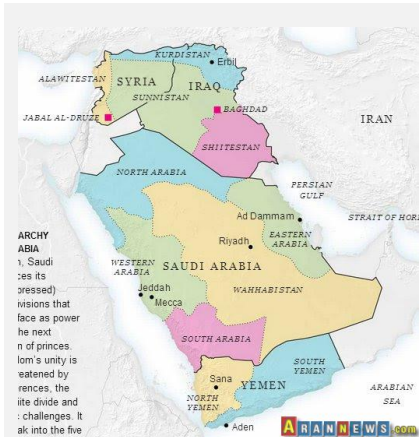 KURDISTAN
Erbil
ALAWITESTAN
SYRIA
IRAQ
SUNNISTAN
BAGHDAD
JABAL AL-DRUZE
IRAN
SHIITESTAN
NORTH ARABIA
PERSIAN
GULF
Ad Dammam
STRAIT OF HOR
EASTERN
ARABIA
Riyadh
WESTERN
ARABIA
SAUDI ARABIA
WAHHABISTAN
Jeddah
Mecca
SOUTH ARABIA
SOUTH
YEMEN
Sana
YEMEN
NORTH
YEMEN
ARABIAN
SEA
Aden
ARCHY
ABIA
n, Saudi
ces its
pressed)
ivisions that
face as power
he next
n of princes.
dom's unity is
reatened by
rences, the
iite divide and
c challenges. It
eak into the five
ARANNEWS.com